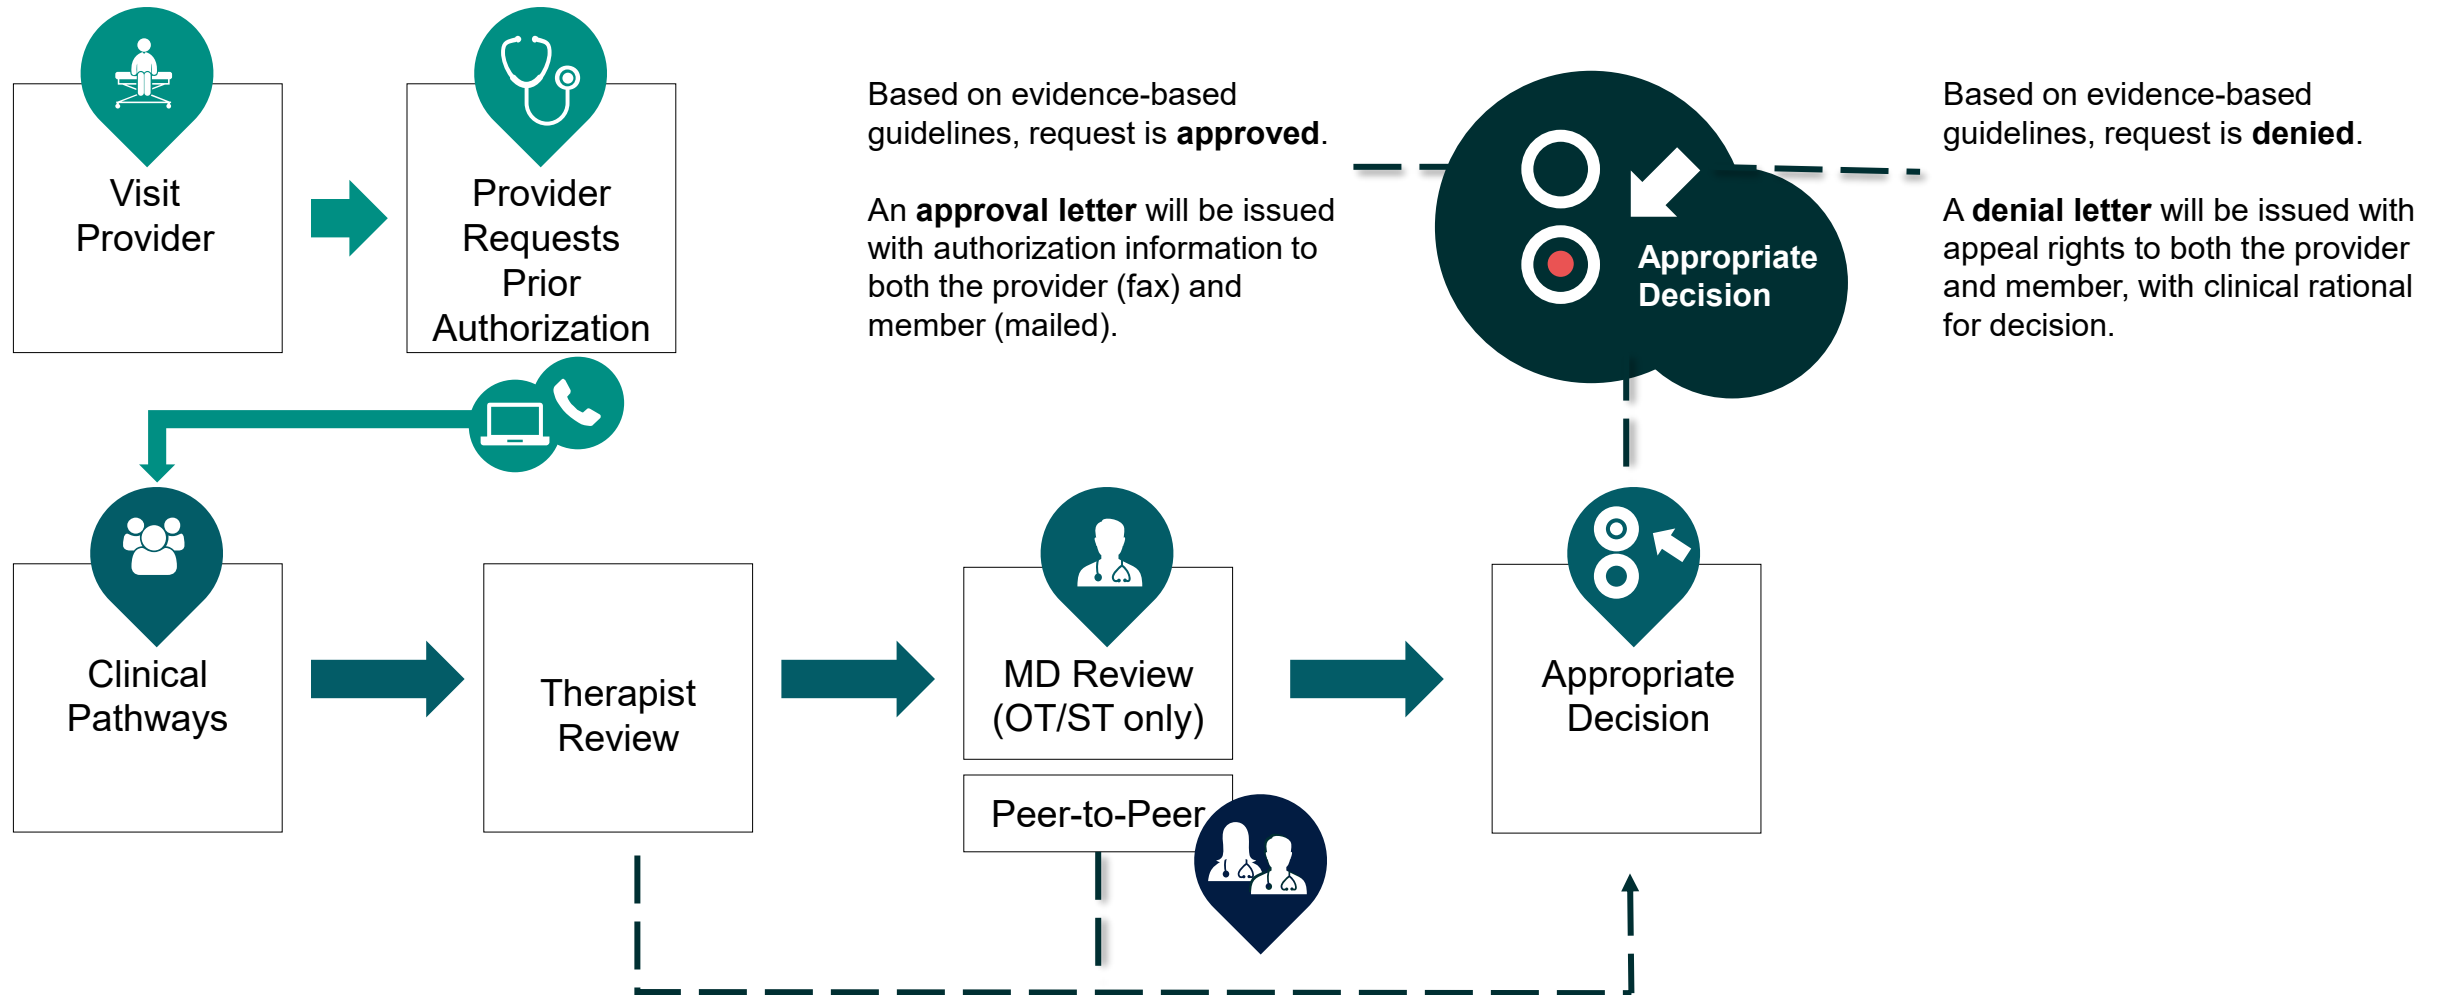 Visit
Provider
Provider
Requests
Prior
Authorization
Based on evidence-based
guidelines, request is approved.
An approval letter will be issued
with authorization information to
both the provider (fax) and
member (mailed).
Appropriate
Decision
Based on evidence-based
guidelines, request is denied.
A denial letter will be issued with
appeal rights to both the provider
and member, with clinical rational
for decision.
Clinical
Pathways
Therapist
Review
MD Review
(OT/ST only)
Peer-to-Peer
Appropriate
Decision